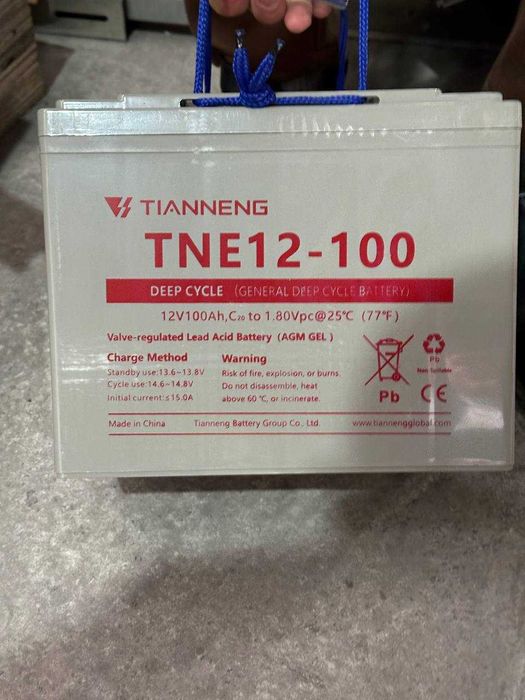 TIANNENG
TNE12-100
DEEP CYCLE (GENERAL DEEP CYCLE BATTERY)
12V100Ah,C₂₀ to 1.80Vpc@25℃ (77℉)
Valve-regulated Lead Acid Battery (AGM GEL)
Charge Method
Standby use:13.6~13.8V
Cycle use:14.6~14.8V
Initial current:≤15.0A
Warning
Risk of fire, explosion, or burns.
Do not disassemble, heat
above 60 ℃, or incinerate.
Pb
Pb
Non-Spillable
CE
Made in China Tianneng Battery Group Co., Ltd. www.tiannengglobal.com